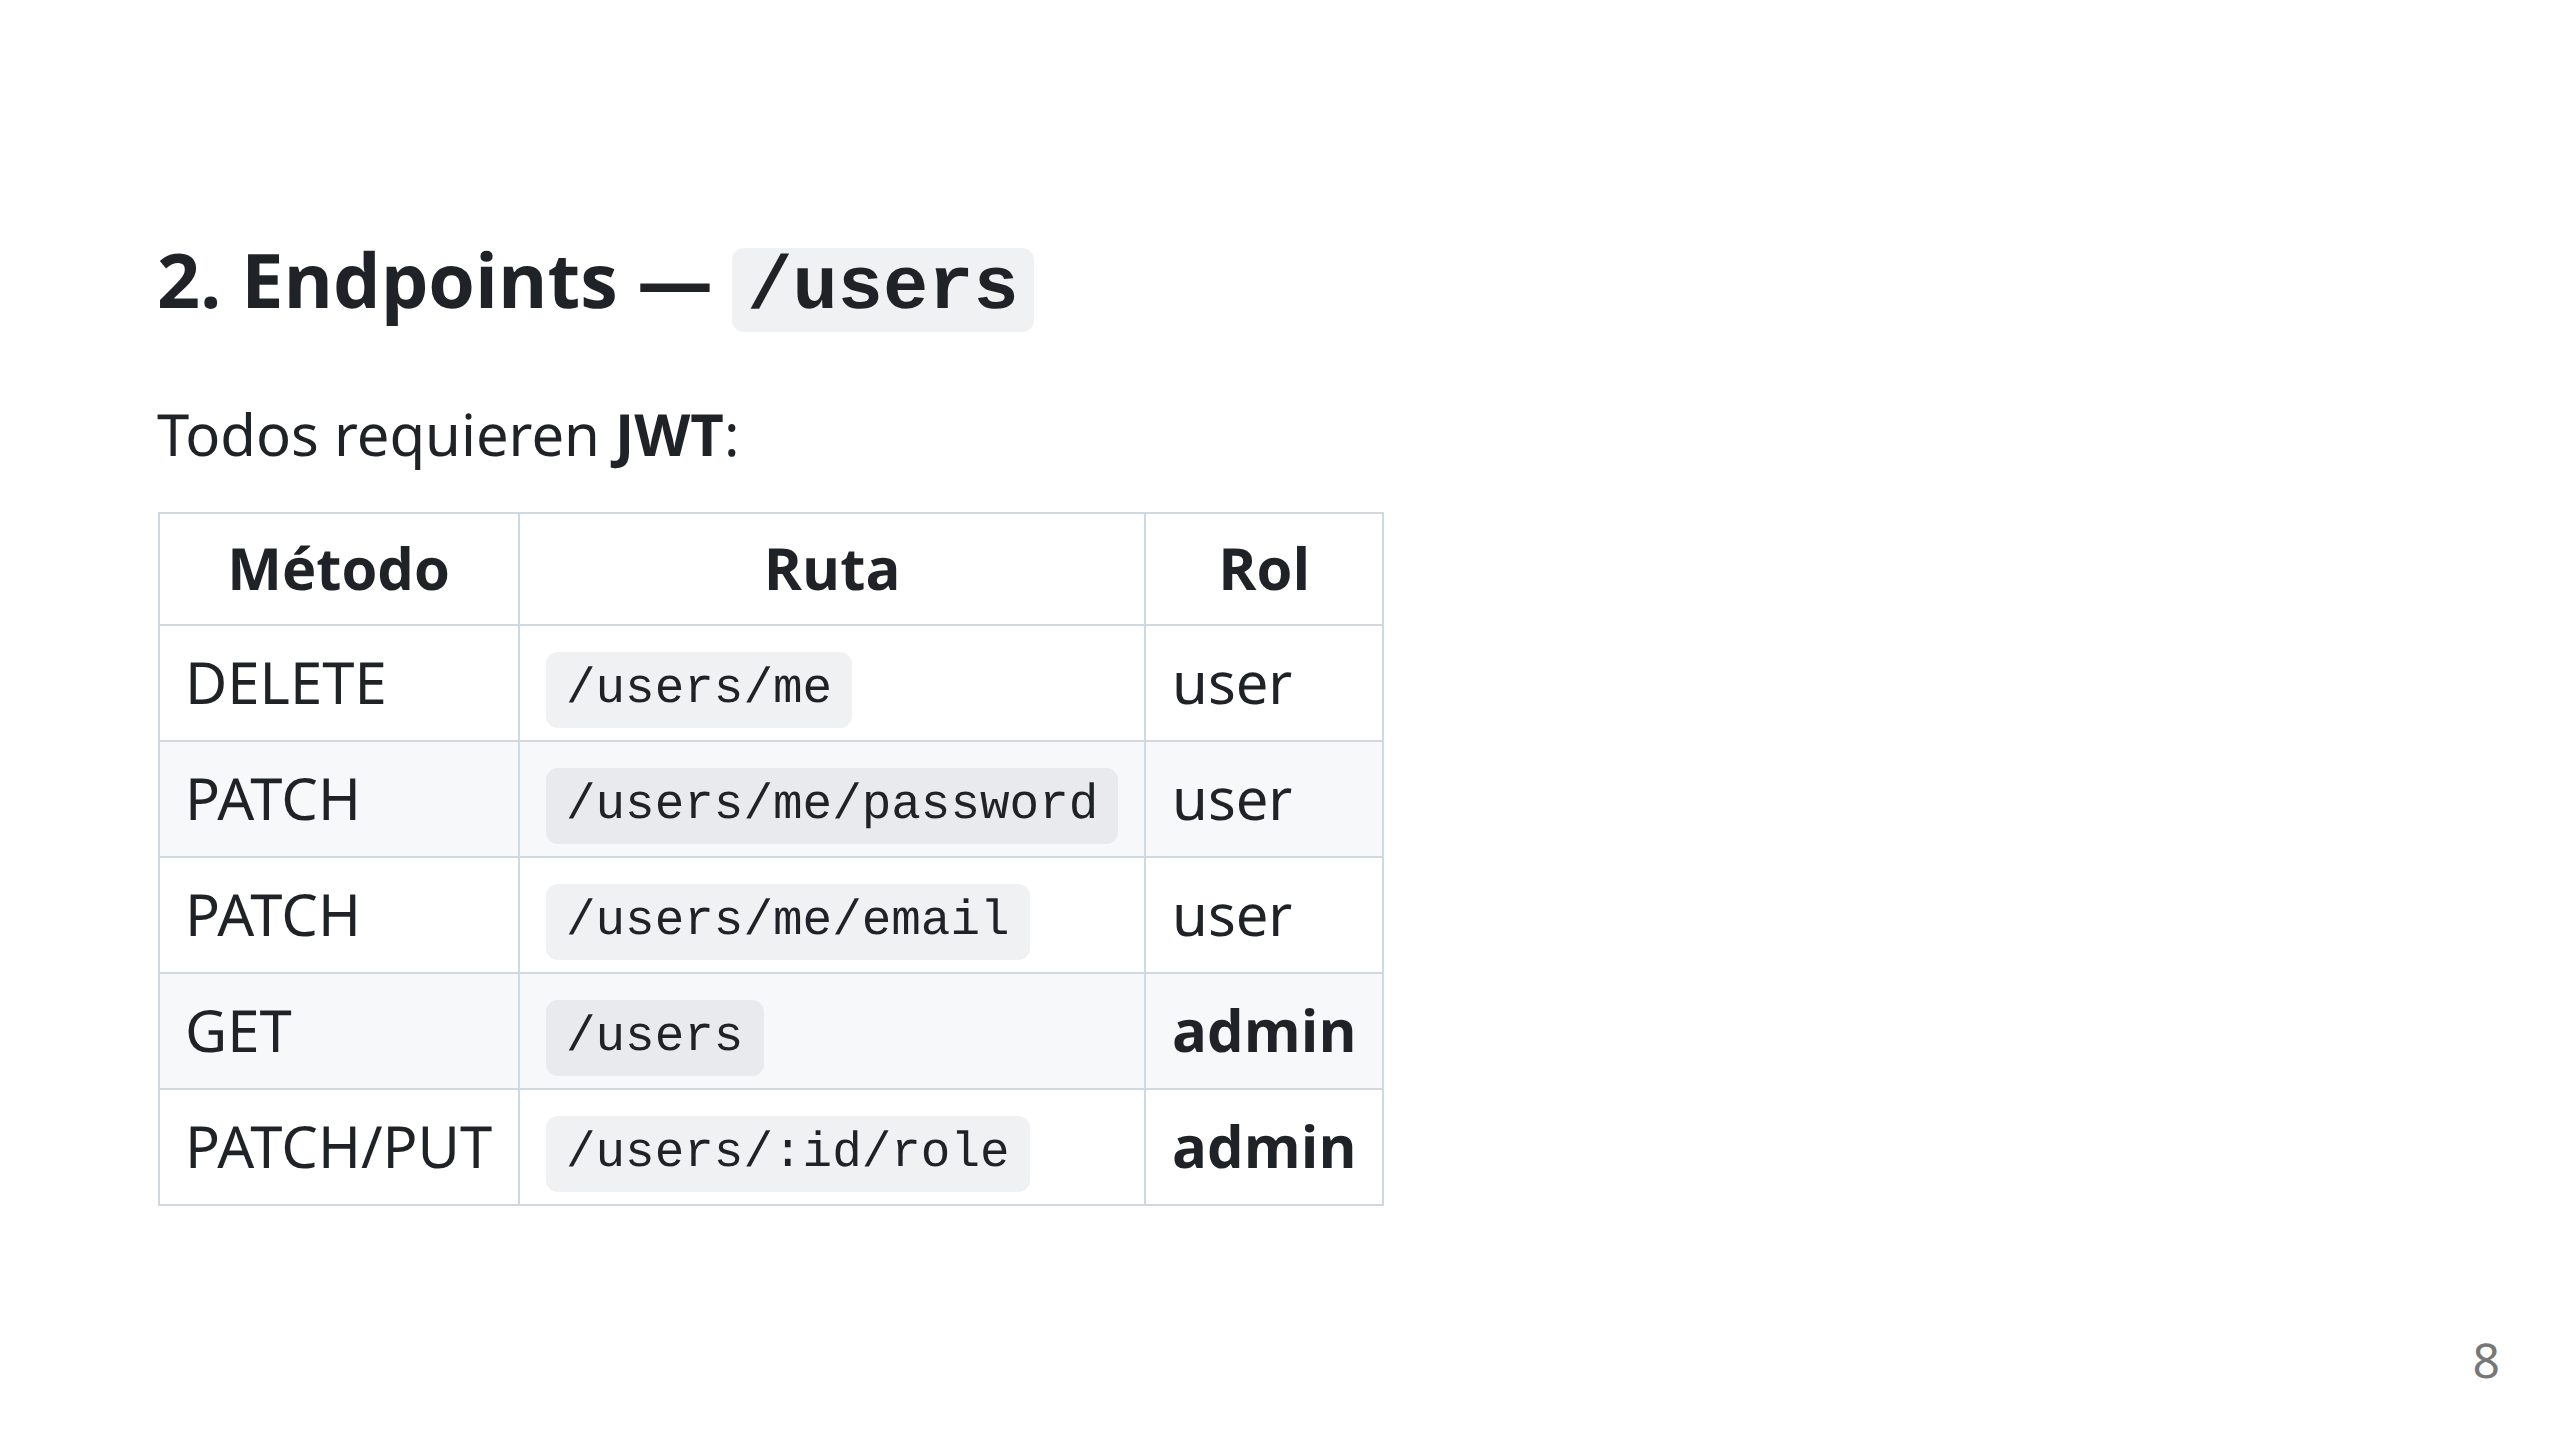 2. Endpoints — /users
Todos requieren JWT:
Método Ruta Rol
DELETE /users/me user
PATCH /users/me/password user
PATCH /users/me/email user
GET /users admin
PATCH/PUT /users/:id/role admin
8